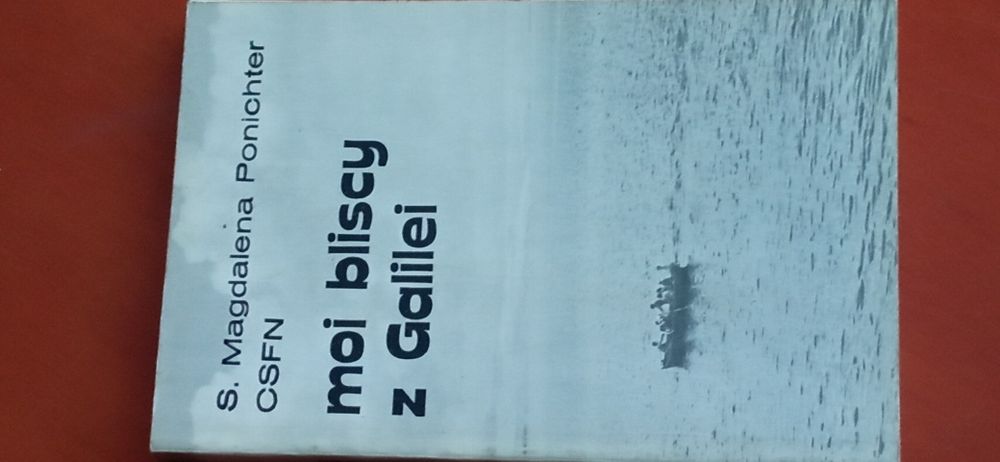 S. Magdalena Ponichter
CSFN
moi bliscy
z Galilei